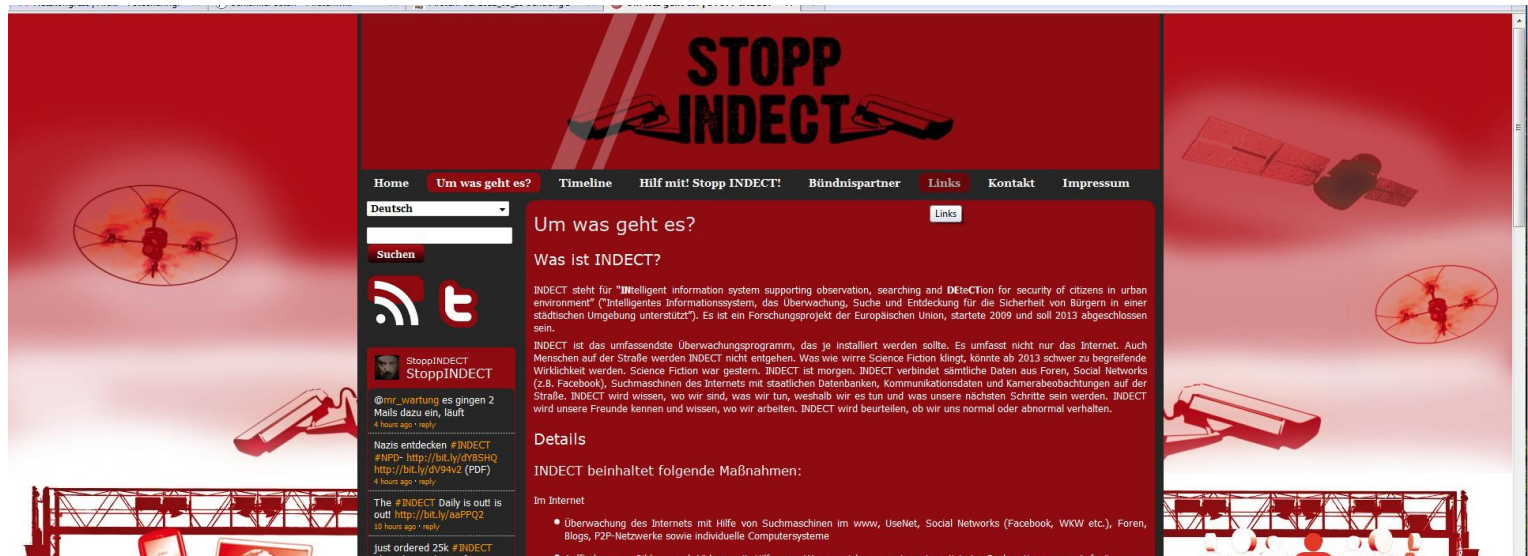 STOPP
INDECT
Home Um was geht es? Timeline Hilf mit! Stopp INDECT! Bündnispartner Links Kontakt Impressum
Links
Deutsch
Suchen
StoppINDECT
StoppINDECT
@mr_wartung es gingen 2
Mails dazu ein, läuft
4 hours ago · reply
Nazis entdecken #INDECT
#NPD- http://bit.ly/dY8SHQ
http://bit.ly/dV94v2 (PDF)
4 hours ago · reply
The #INDECT Daily is out! is
out! http://bit.ly/aaPPQ2
10 hours ago · reply
just ordered 25k #INDECT
Um was geht es?
Was ist INDECT?
INDECT steht für "INtelligent information system supporting observation, searching and DEteCTion for security of citizens in urban
environment" ("Intelligentes Informationssystem, das Überwachung, Suche und Entdeckung für die Sicherheit von Bürgern in einer
städtischen Umgebung unterstützt"). Es ist ein Forschungsprojekt der Europäischen Union, startete 2009 und soll 2013 abgeschlossen
sein.
INDECT ist das umfassendste Überwachungsprogramm, das je installiert werden sollte. Es umfasst nicht nur das Internet. Auch
Menschen auf der Straße werden INDECT nicht entgehen. Was wie wirre Science Fiction klingt, könnte ab 2013 schwer zu begreifende
Wirklichkeit werden. Science Fiction war gestern. INDECT ist morgen. INDECT verbindet sämtliche Daten aus Foren, Social Networks
(z.B. Facebook), Suchmaschinen des Internets mit staatlichen Datenbanken, Kommunikationsdaten und Kamerabeobachtungen auf der
Straße. INDECT wird wissen, wo wir sind, was wir tun, weshalb wir es tun und was unsere nächsten Schritte sein werden. INDECT
wird unsere Freunde kennen und wissen, wo wir arbeiten. INDECT wird beurteilen, ob wir uns normal oder abnormal verhalten.
Details
INDECT beinhaltet folgende Maßnahmen:
Im Internet
Überwachung des Internets mit Hilfe von Suchmaschinen im www, UseNet, Social Networks (Facebook, WKW etc.), Foren,
Blogs, P2P-Netzwerke sowie individuelle Computersysteme